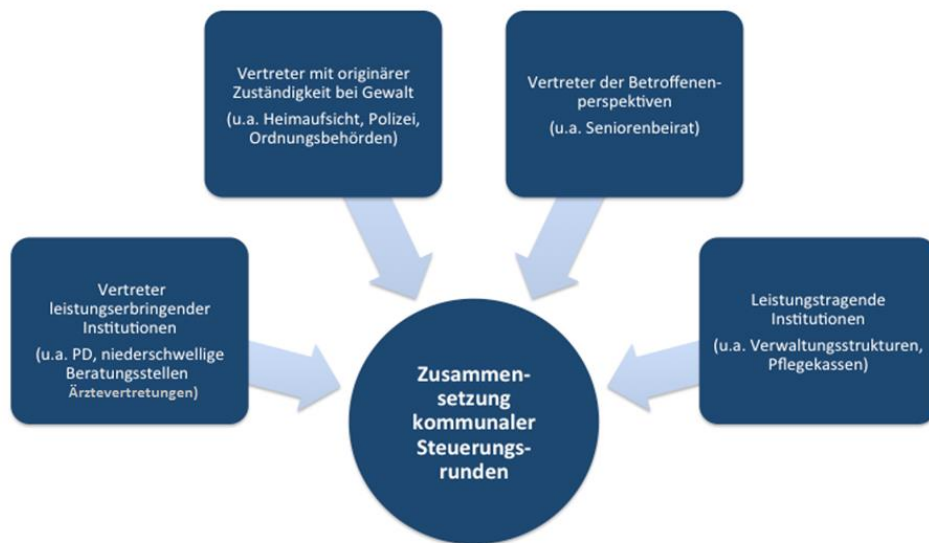 Vertreter mit originärer
Zuständigkeit bei Gewalt
(u.a. Heimaufsicht, Polizei,
Ordnungsbehörden)
Vertreter der Betroffenen-
perspektiven
(u.a. Seniorenbeirat)
Vertreter
leistungserbringender
Institutionen
(u.a. PD, niederschwellige
Beratungsstellen
Ärztevertretungen)
Leistungstragende
Institutionen
(u.a. Verwaltungsstrukturen,
Pflegekassen)
Zusammen-
setzung
kommunaler
Steuerungs-
runden